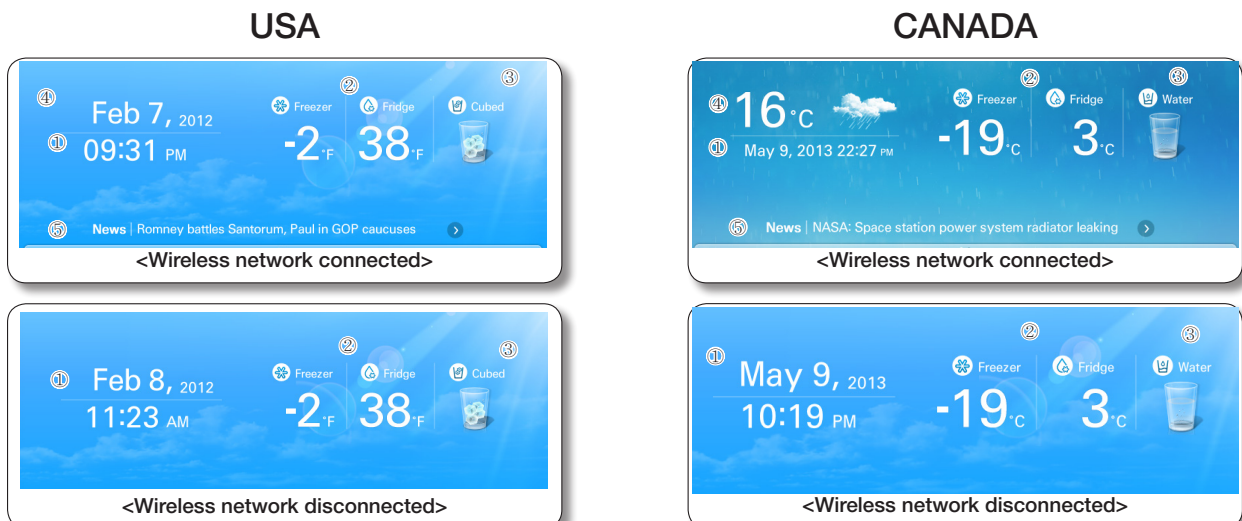 USA
④ Feb 7, 2012
① 09:31 PM
② Freezer Fridge
-2°F 38°F
③ Cubed
⑤ News | Romney battles Santorum, Paul in GOP caucuses
<Wireless network connected>
① Feb 8, 2012
11:23 AM
② Freezer Fridge
-2°F 38°F
③ Cubed
<Wireless network disconnected>
CANADA
④ 16°C
① May 9, 2013 22:27 PM
② Freezer Fridge
-19°C 3°C
③ Water
⑤ News | NASA: Space station power system radiator leaking
<Wireless network connected>
① May 9, 2013
10:19 PM
② Freezer Fridge
-19°C 3°C
③ Water
<Wireless network disconnected>